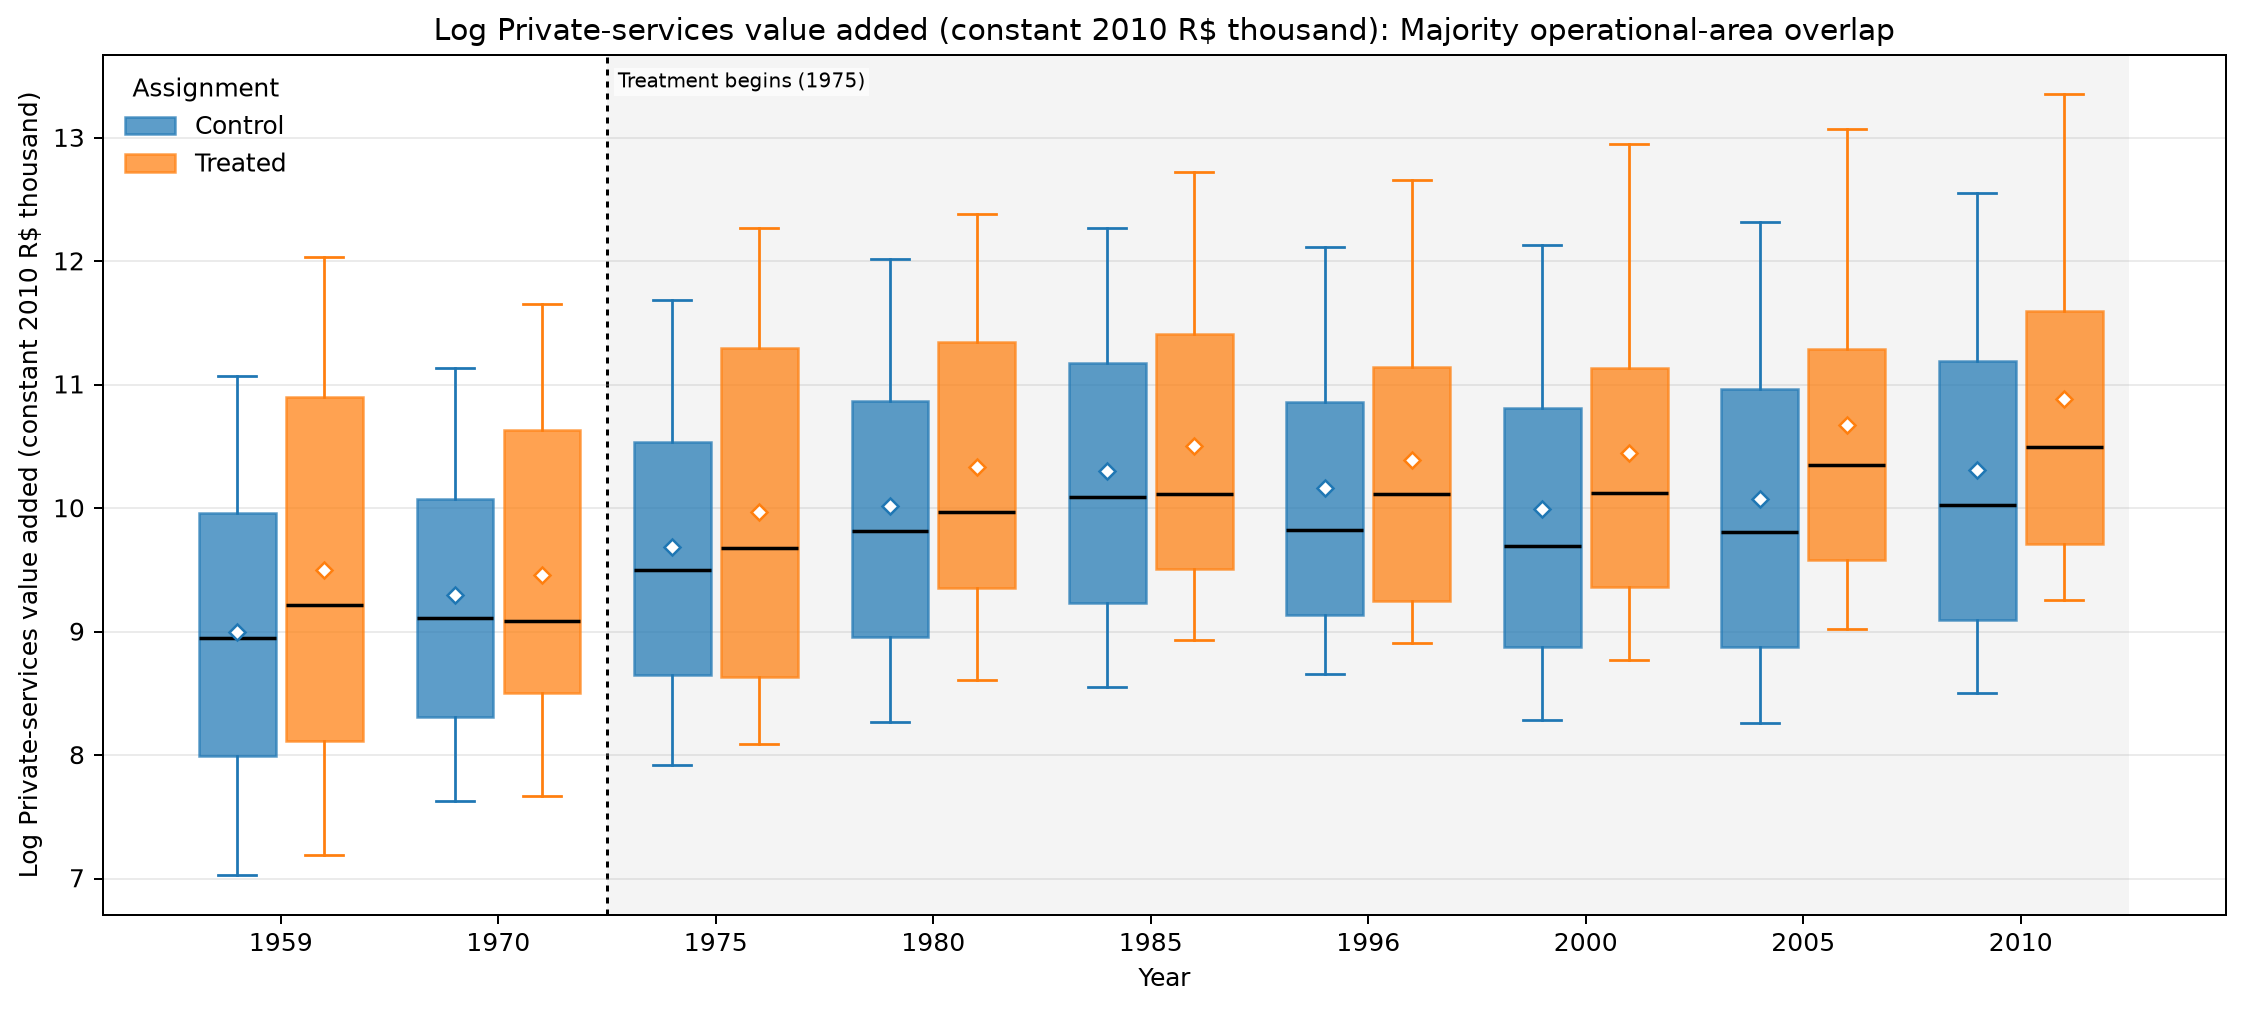 Log Private-services value added (constant 2010 R$ thousand): Majority operational-area overlap
Log Private-services value added (constant 2010 R$ thousand)
Assignment
Control
Treated
Treatment begins (1975)
13
12
11
10
9
8
7
1959 1970 1975 1980 1985 1996 2000 2005 2010
Year